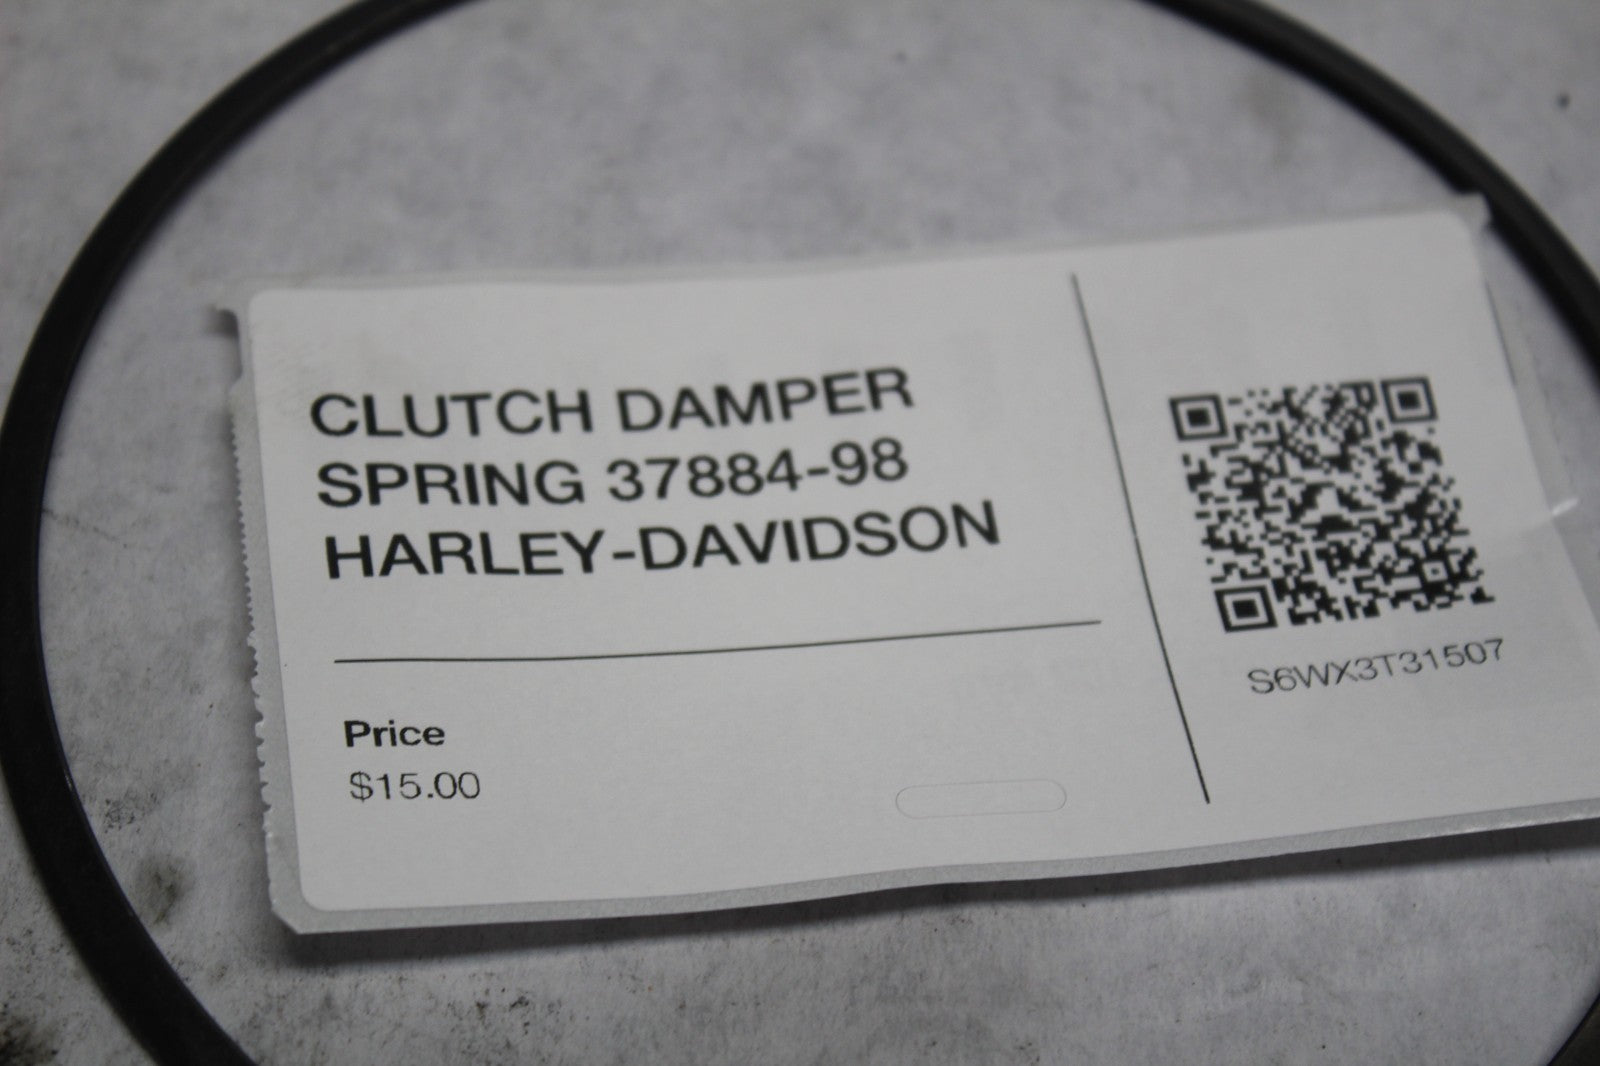 CLUTCH DAMPER
SPRING 37884-98
HARLEY-DAVIDSON
Price
$15.00
S6WX3T31507